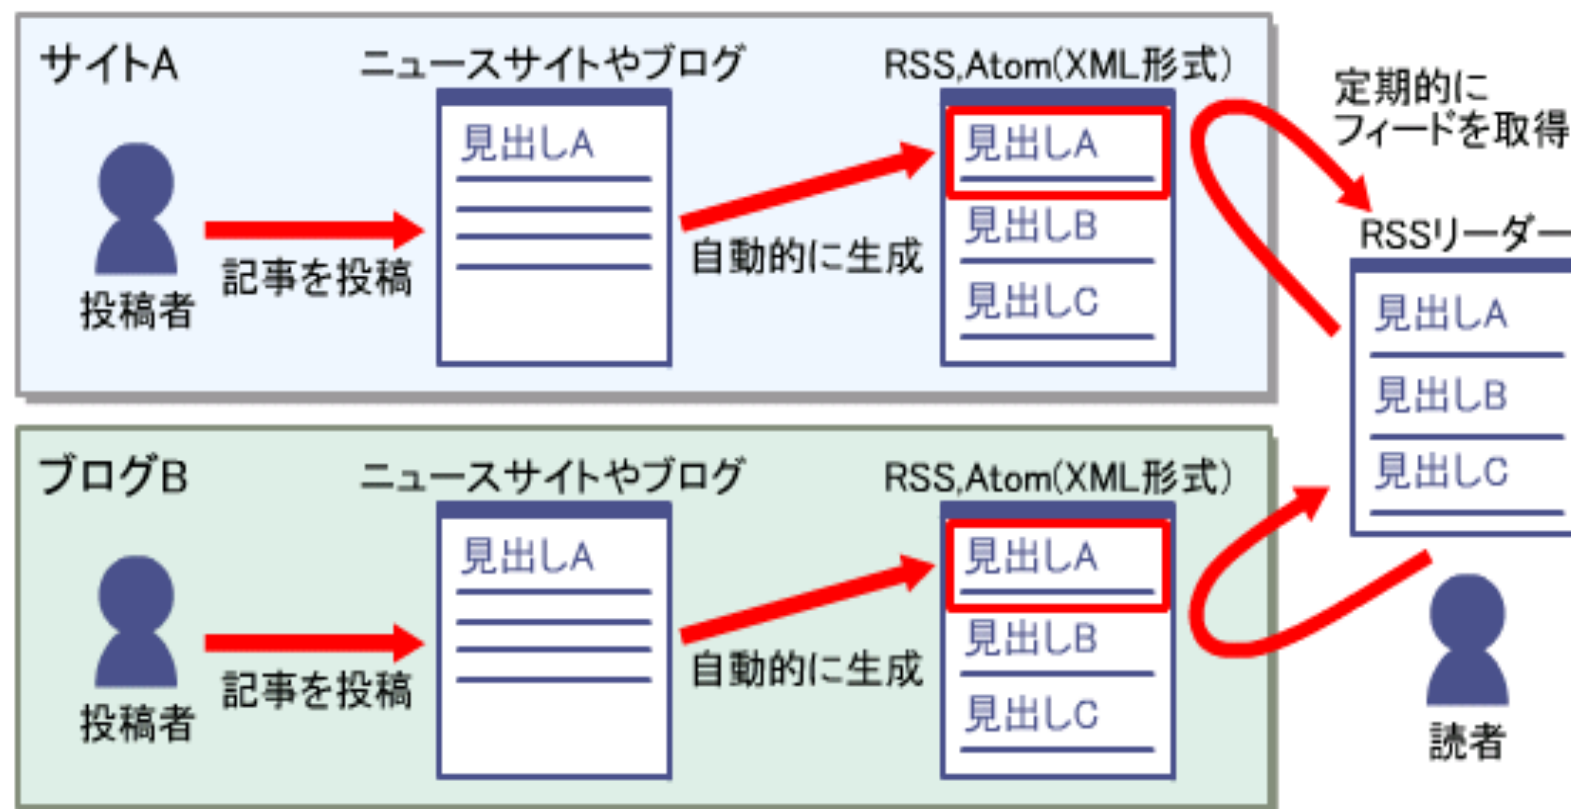 サイトA
ニュースサイトやブログ
RSS,Atom(XML形式)
見出しA
見出しA
見出しB
見出しC
記事を投稿
投稿者
自動的に生成
定期的に
フィードを取得
RSSリーダー
見出しA
見出しB
見出しC
ブログB
ニュースサイトやブログ
RSS,Atom(XML形式)
見出しA
見出しA
見出しB
見出しC
記事を投稿
投稿者
自動的に生成
読者